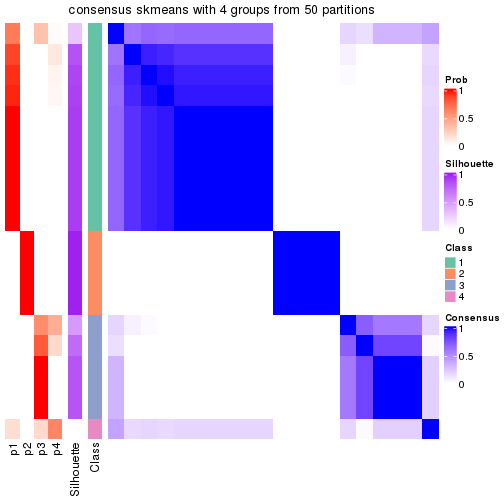 consensus skmeans with 4 groups from 50 partitions
Prob
1
0.5
0
Silhouette
1
0.5
0
Class
1
2
3
4
Consensus
1
0.5
0
p1
p2
p3
p4
Silhouette
Class